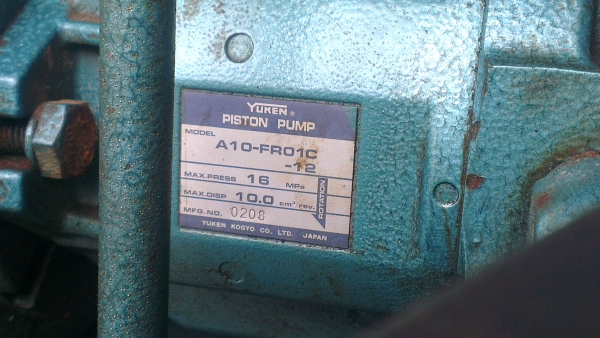 YUKEN®
PISTON PUMP
MODEL
A10-FR01C
-12
MAX.PRESS 16 MPa
MAX.DISP 10.0 cm³/rev.
ROTATION
MFG.NO. 0208
YUKEN KOGYO CO. LTD. JAPAN